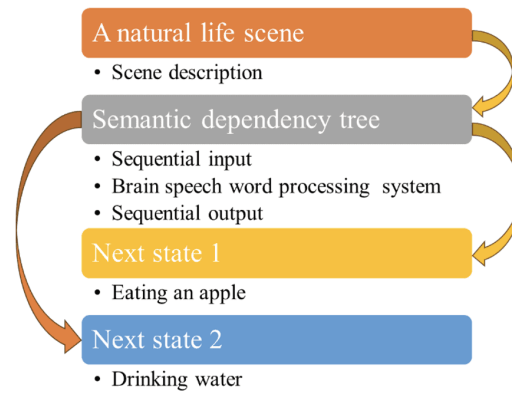 A natural life scene
• Scene description
Semantic dependency tree
• Sequential input
• Brain speech word processing system
• Sequential output
Next state 1
• Eating an apple
Next state 2
• Drinking water